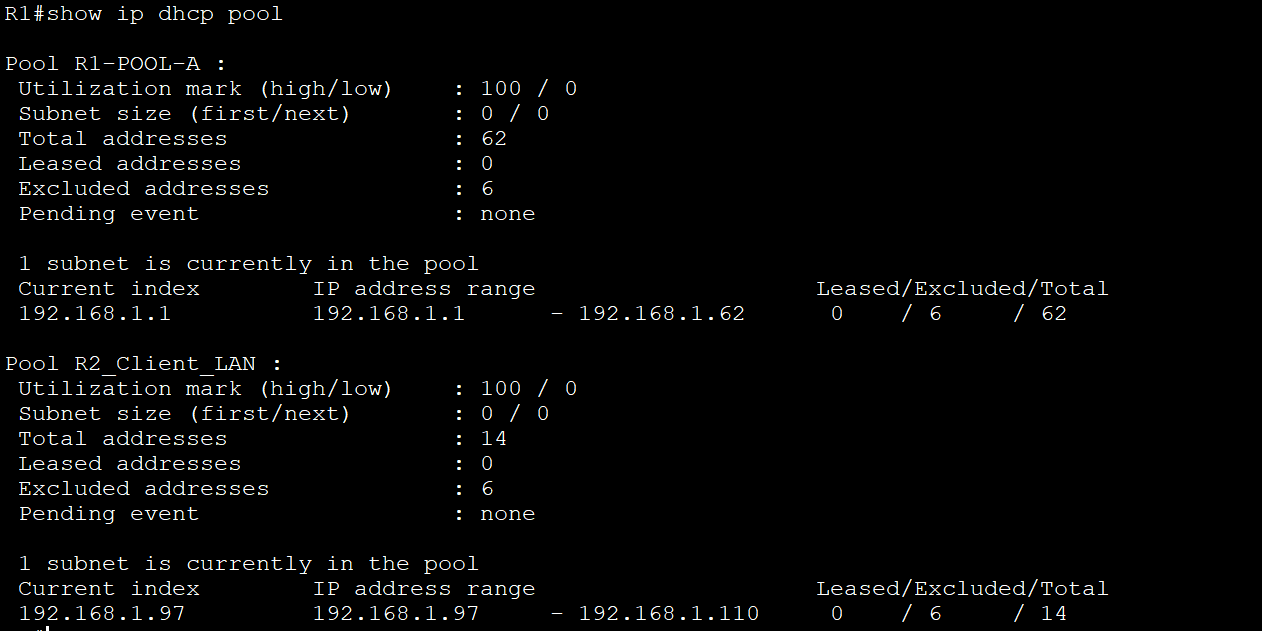 R1#show ip dhcp pool
Pool R1-POOL-A :
Utilization mark (high/low) : 100 / 0
Subnet size (first/next) : 0 / 0
Total addresses : 62
Leased addresses : 0
Excluded addresses : 6
Pending event : none
1 subnet is currently in the pool
Current index IP address range Leased/Excluded/Total
192.168.1.1 192.168.1.1 - 192.168.1.62 0 / 6 / 62
Pool R2_Client_LAN :
Utilization mark (high/low) : 100 / 0
Subnet size (first/next) : 0 / 0
Total addresses : 14
Leased addresses : 0
Excluded addresses : 6
Pending event : none
1 subnet is currently in the pool
Current index IP address range Leased/Excluded/Total
192.168.1.97 192.168.1.97 - 192.168.1.110 0 / 6 / 14